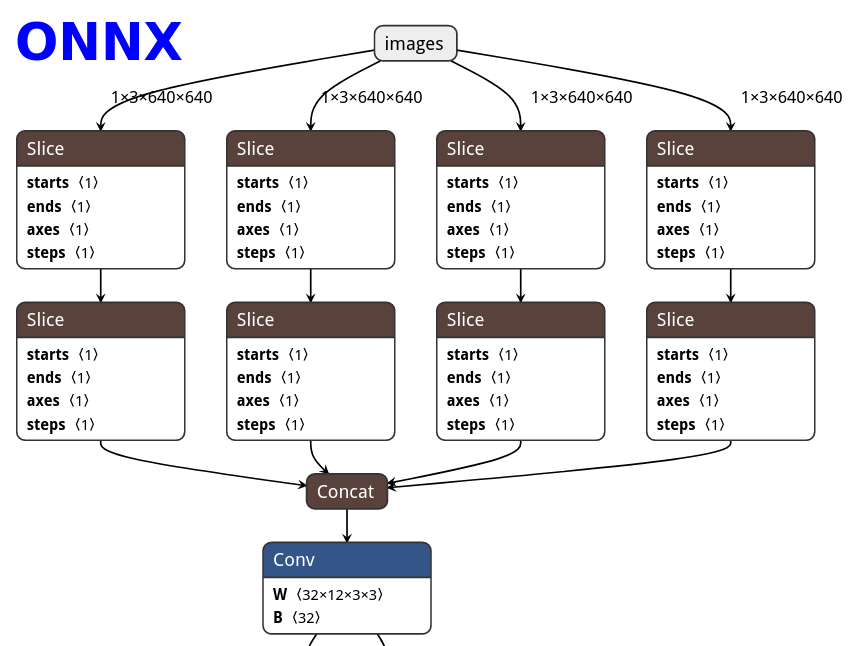 ONNX
images
1×3×640×640 1×3×640×640 1×3×640×640 1×3×640×640
Slice
starts 〈1〉
ends 〈1〉
axes 〈1〉
steps 〈1〉
Slice
starts 〈1〉
ends 〈1〉
axes 〈1〉
steps 〈1〉
Slice
starts 〈1〉
ends 〈1〉
axes 〈1〉
steps 〈1〉
Slice
starts 〈1〉
ends 〈1〉
axes 〈1〉
steps 〈1〉
Slice
starts 〈1〉
ends 〈1〉
axes 〈1〉
steps 〈1〉
Slice
starts 〈1〉
ends 〈1〉
axes 〈1〉
steps 〈1〉
Slice
starts 〈1〉
ends 〈1〉
axes 〈1〉
steps 〈1〉
Slice
starts 〈1〉
ends 〈1〉
axes 〈1〉
steps 〈1〉
Concat
Conv
W 〈32×12×3×3〉
B 〈32〉